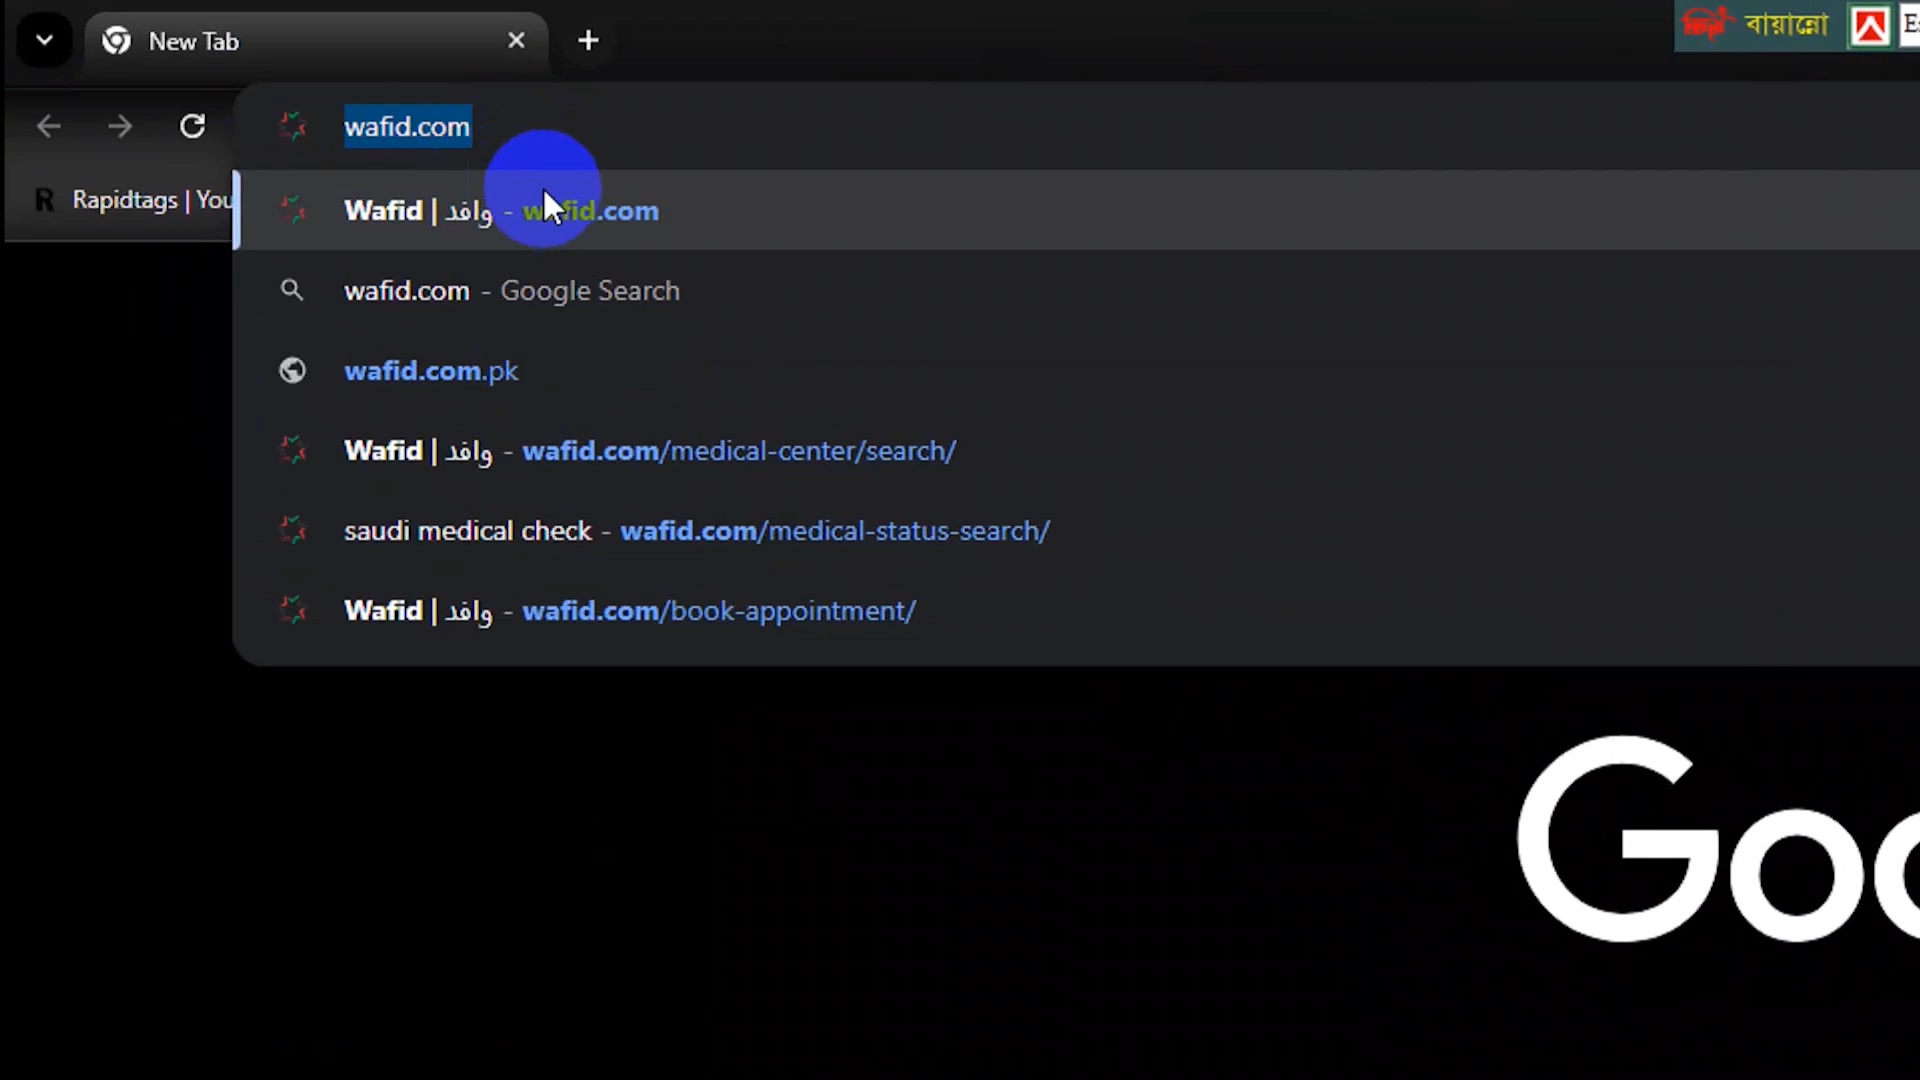 New Tab
বায়ান্নো
wafid.com
Rapidtags | You
Wafid | وافد - wafid.com
wafid.com - Google Search
wafid.com.pk
Wafid | وافد - wafid.com/medical-center/search/
saudi medical check - wafid.com/medical-status-search/
Wafid | وافد - wafid.com/book-appointment/
Goo